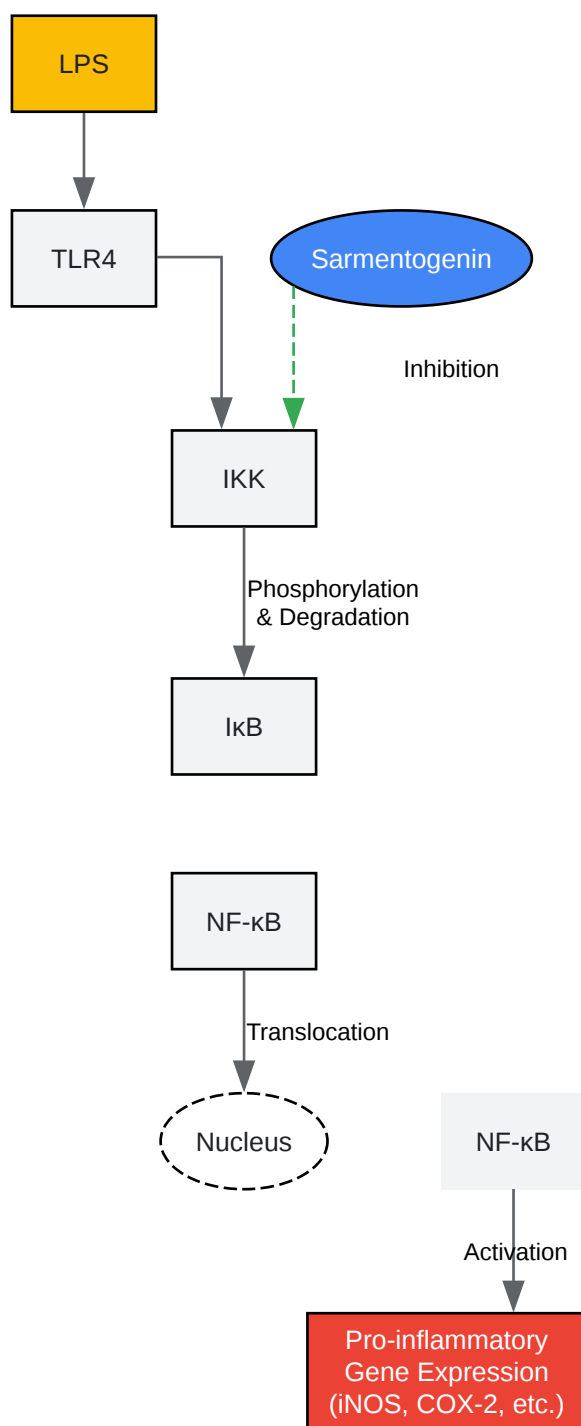 LPS
TLR4
Sarmentogenin
Inhibition
IKK
Phosphorylation
& Degradation
IκB
NF-κB
Translocation
Nucleus
NF-κB
Activation
Pro-inflammatory
Gene Expression
(iNOS, COX-2, etc.)